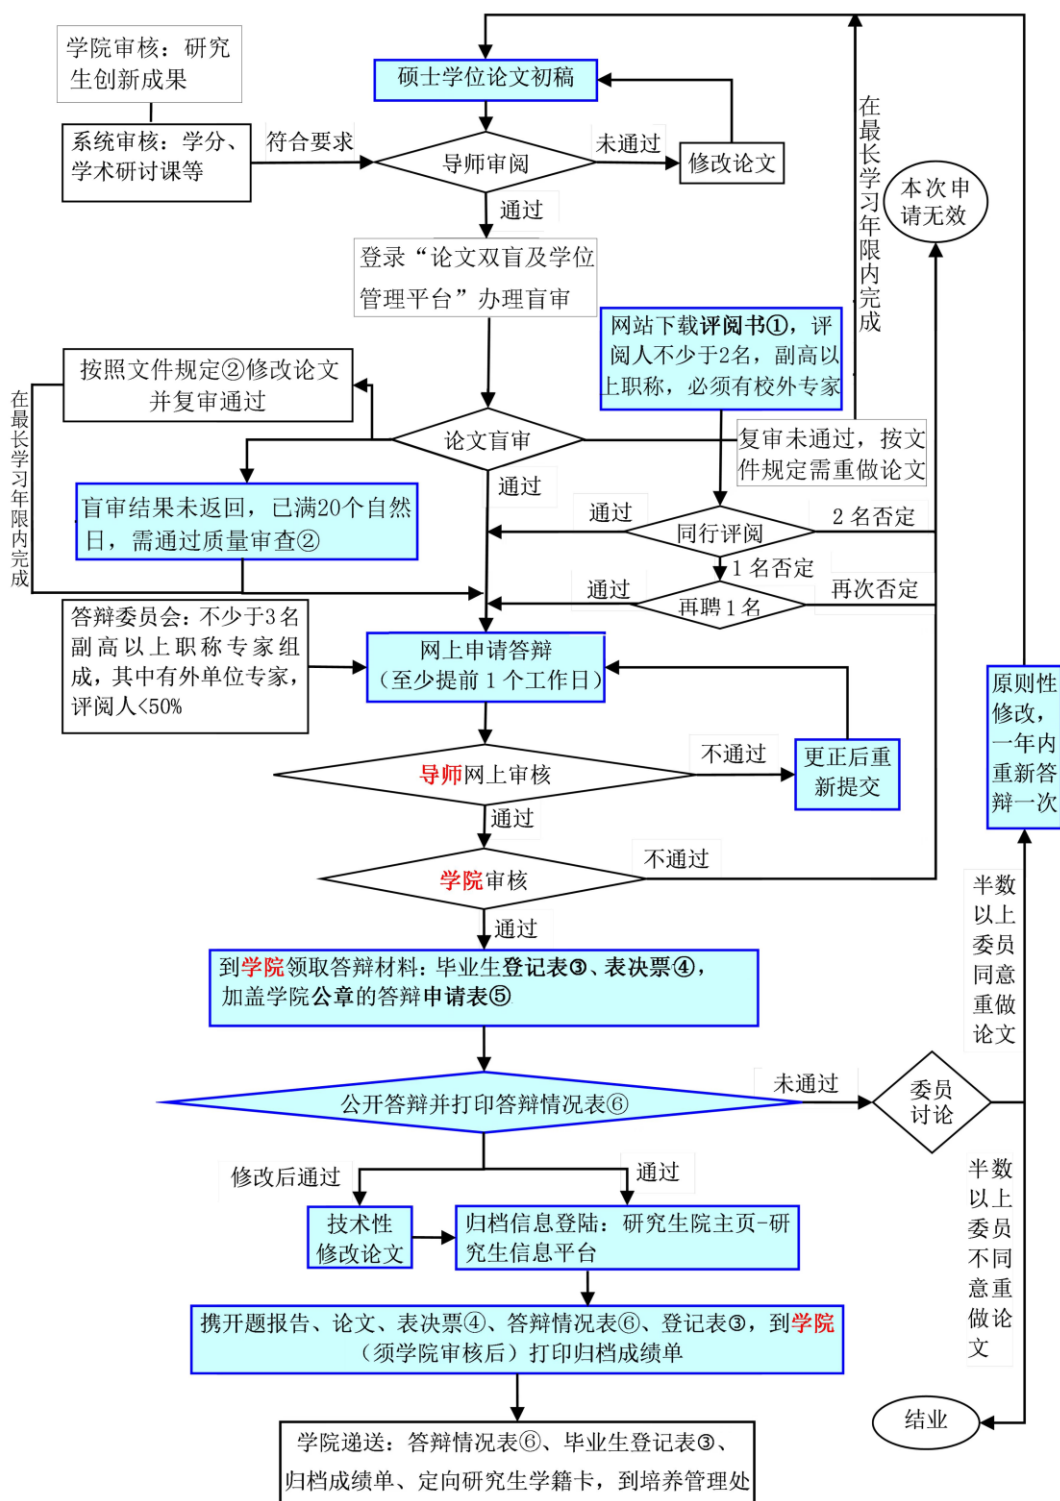 学院审核：研究
生创新成果
硕士学位论文初稿
系统审核：学分、
学术研讨课等
符合要求
导师审阅
未通过
修改论文
在最长学习年限内完成
本次申
请无效
通过
登录“论文双盲及学位
管理平台”办理盲审
网站下载评阅书①，评
阅人不少于2名，副高以
上职称，必须有校外专家
按照文件规定②修改论文
并复审通过
在最长学习年限内完成
论文盲审
复审未通过，按文
件规定需重做论文
通过
盲审结果未返回，已满20个自然
日，需通过质量审查②
通过
同行评阅
2 名否定
1 名否定
通过
再聘 1 名
再次否定
答辩委员会：不少于3名
副高以上职称专家组
成，其中有外单位专家，
评阅人<50%
网上申请答辩
（至少提前 1 个工作日）
原则性
修改，
一年内
重新答
辩一次
导师网上审核
不通过
更正后重
新提交
通过
学院审核
不通过
通过
半数
以上
委员
同意
重做
论文
到学院领取答辩材料：毕业生登记表③、表决票④，
加盖学院公章的答辩申请表⑤
公开答辩并打印答辩情况表⑥
未通过
委员
讨论
修改后通过
通过
半数
以上
委员
不同
意重
做论
文
技术性
修改论文
归档信息登陆：研究生院主页-研
究生信息平台
携开题报告、论文、表决票④、答辩情况表⑥、登记表③，到学院
（须学院审核后）打印归档成绩单
结业
学院递送：答辩情况表⑥、毕业生登记表③、
归档成绩单、定向研究生学籍卡，到培养管理处